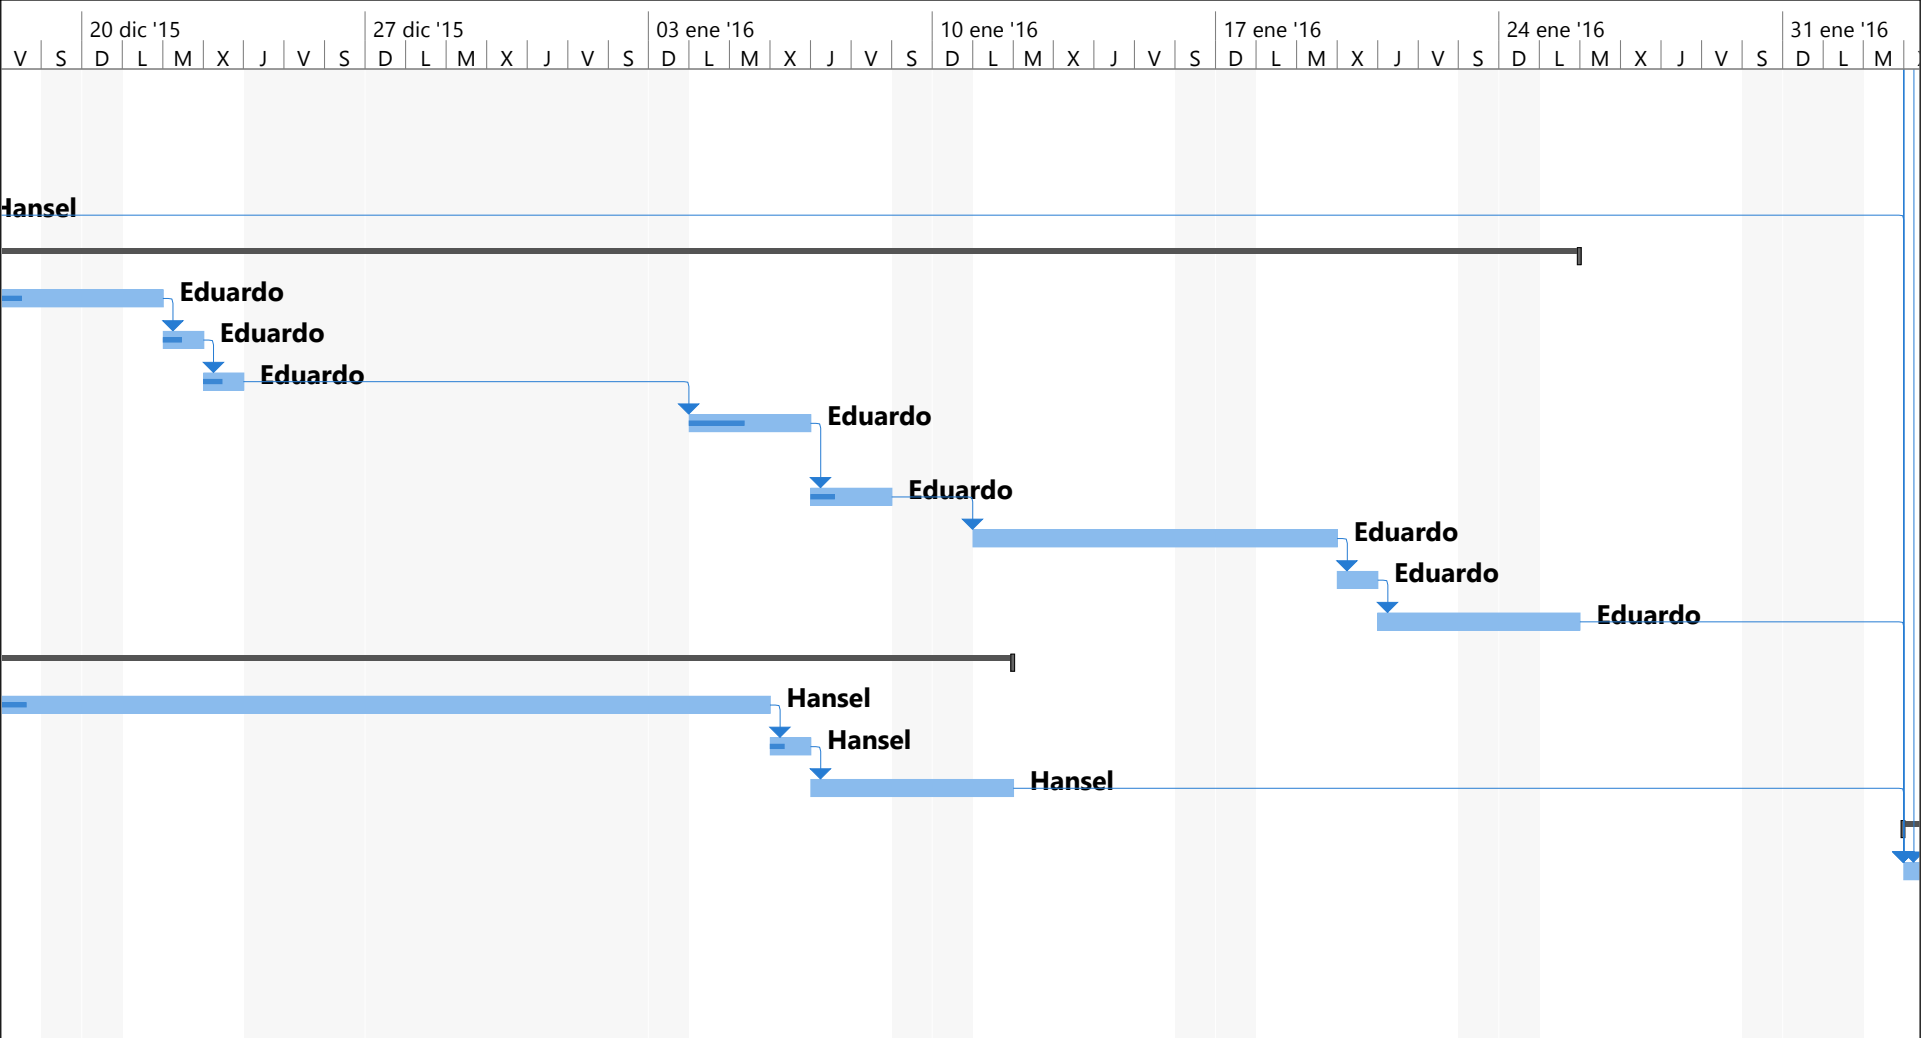 20 dic '15 27 dic '15 03 ene '16 10 ene '16 17 ene '16 24 ene '16 31 ene '16
V S D L M X J V S D L M X J V S D L M X J V S D L M X J V S D L M X J V S D L M X J V S D L M
Hansel
Eduardo
Eduardo
Eduardo
Eduardo
Eduardo
Eduardo
Eduardo
Eduardo
Hansel
Hansel
Hansel